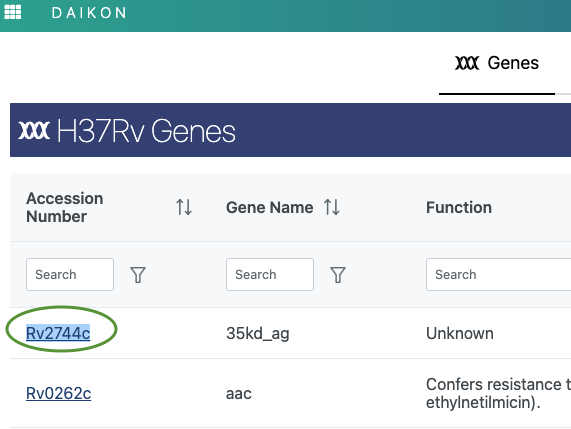 DAIKON
Genes
H37Rv Genes
Accession
Number
Gene Name
Function
Search
Search
Search
Rv2744c
35kd_ag
Unknown
Rv0262c
aac
Confers resistance t
ethylnetilmicin).